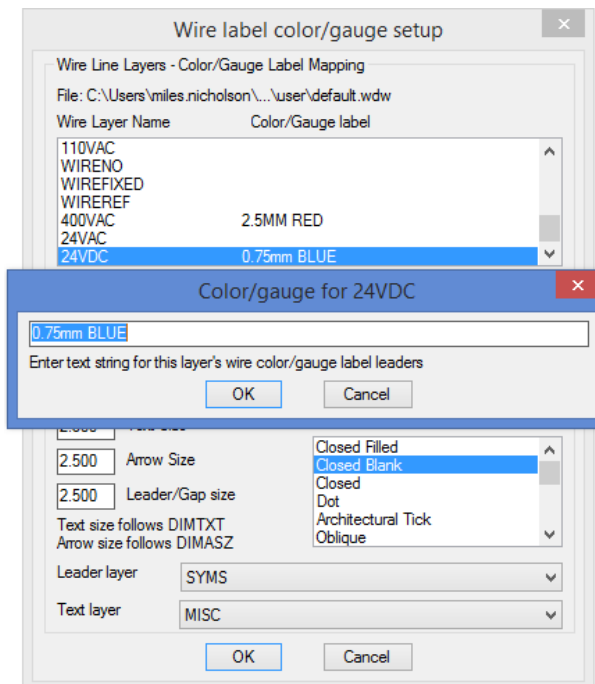 Wire label color/gauge setup
Wire Line Layers - Color/Gauge Label Mapping
File: C:\Users\miles.nicholson\...\user\default.wdw
Wire Layer Name Color/Gauge label
110VAC
WIRENO
WIREFIXED
WIREREF
400VAC 2.5MM RED
24VAC
24VDC 0.75mm BLUE
Color/gauge for 24VDC
0.75mm BLUE
Enter text string for this layer's wire color/gauge label leaders
OK Cancel
2.500 Arrow Size
2.500 Leader/Gap size
Text size follows DIMTXT
Arrow size follows DIMASZ
Closed Filled
Closed Blank
Closed
Dot
Architectural Tick
Oblique
Leader layer SYMS
Text layer MISC
OK Cancel